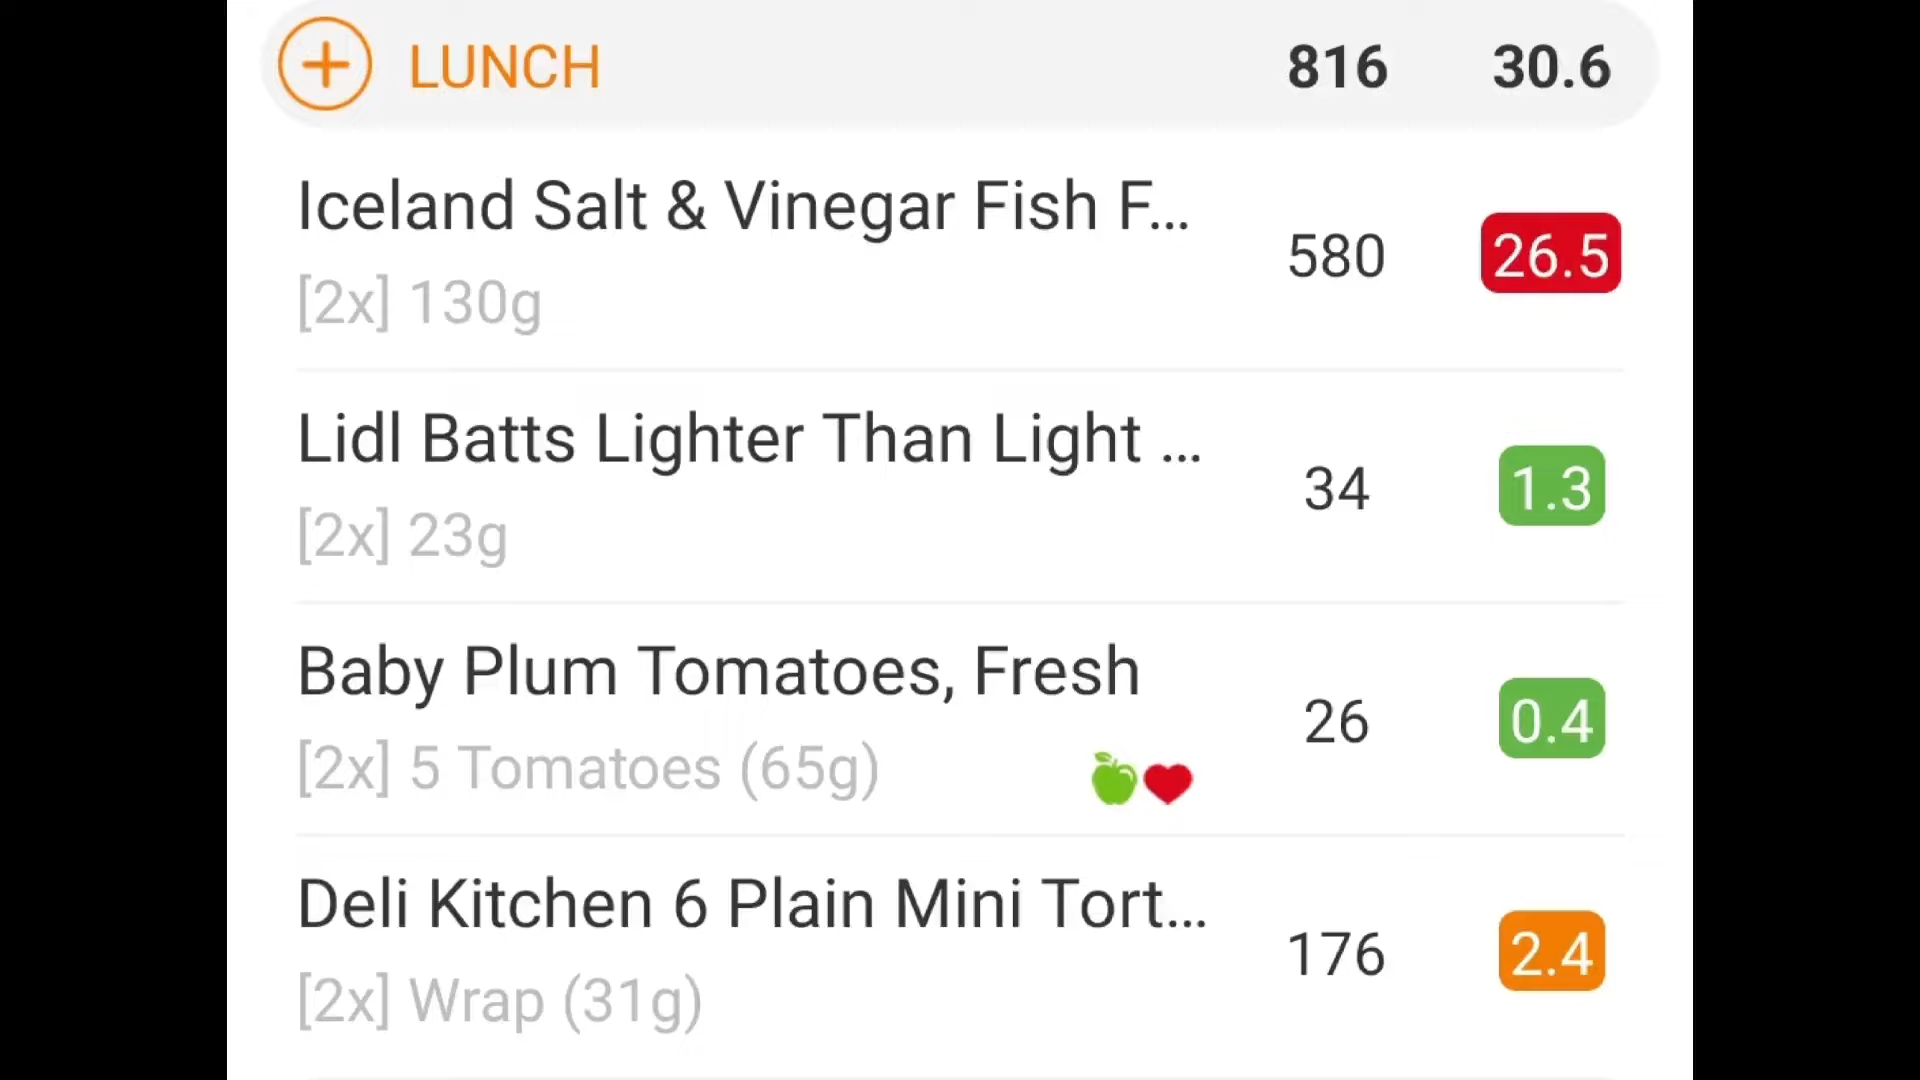 LUNCH 816 30.6
Iceland Salt & Vinegar Fish F...
[2x] 130g
580 26.5
Lidl Batts Lighter Than Light ...
[2x] 23g
34 1.3
Baby Plum Tomatoes, Fresh
[2x] 5 Tomatoes (65g)
26 0.4
Deli Kitchen 6 Plain Mini Tort...
[2x] Wrap (31g)
176 2.4